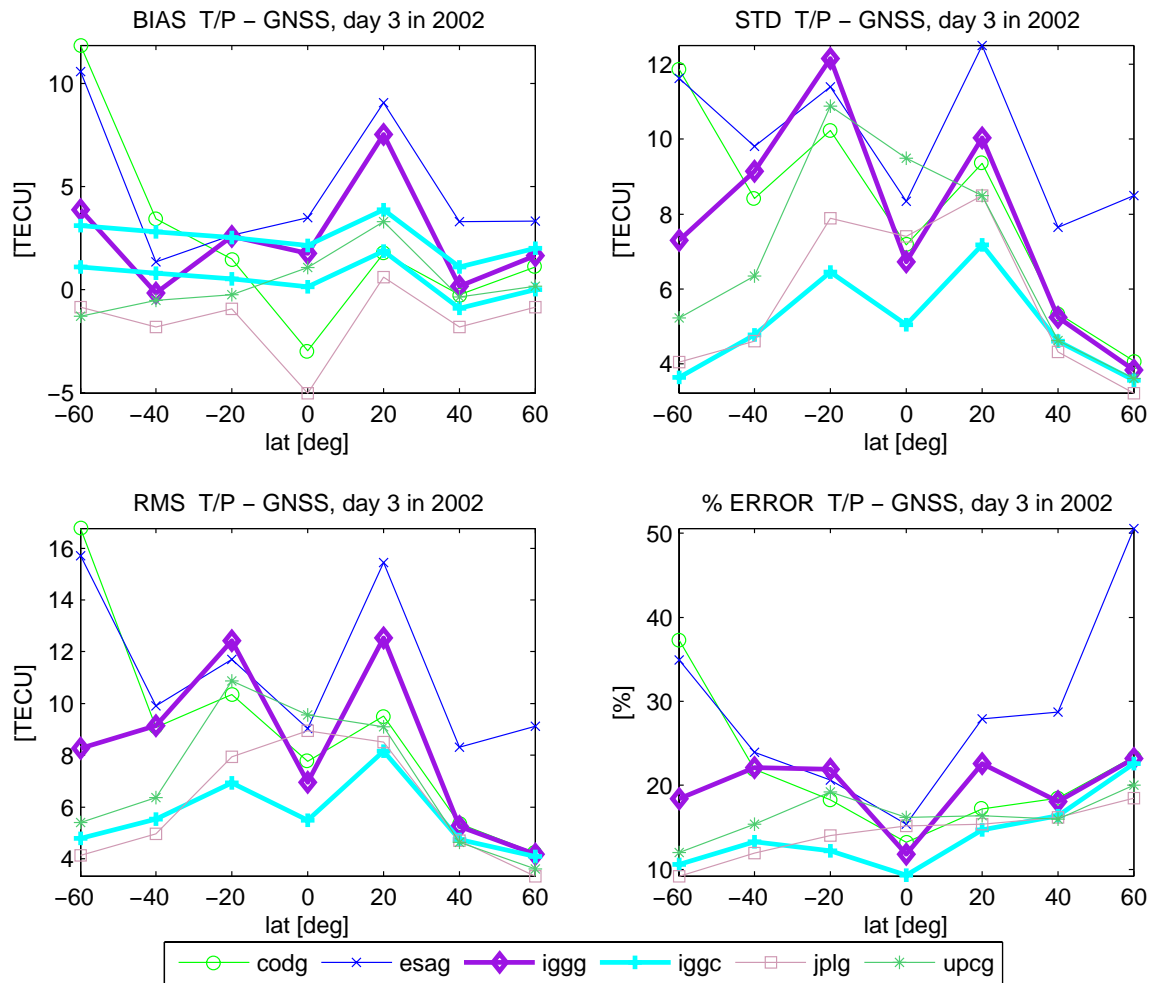 BIAS T/P − GNSS, day 3 in 2002
[TECU]
10
5
0
−5
−60 −40 −20 0 20 40 60
lat [deg]
STD T/P − GNSS, day 3 in 2002
[TECU]
12
10
8
6
4
−60 −40 −20 0 20 40 60
lat [deg]
RMS T/P − GNSS, day 3 in 2002
[TECU]
16
14
12
10
8
6
4
−60 −40 −20 0 20 40 60
lat [deg]
% ERROR T/P − GNSS, day 3 in 2002
[%]
50
40
30
20
10
−60 −40 −20 0 20 40 60
lat [deg]
codg esag iggg iggc jplg upcg